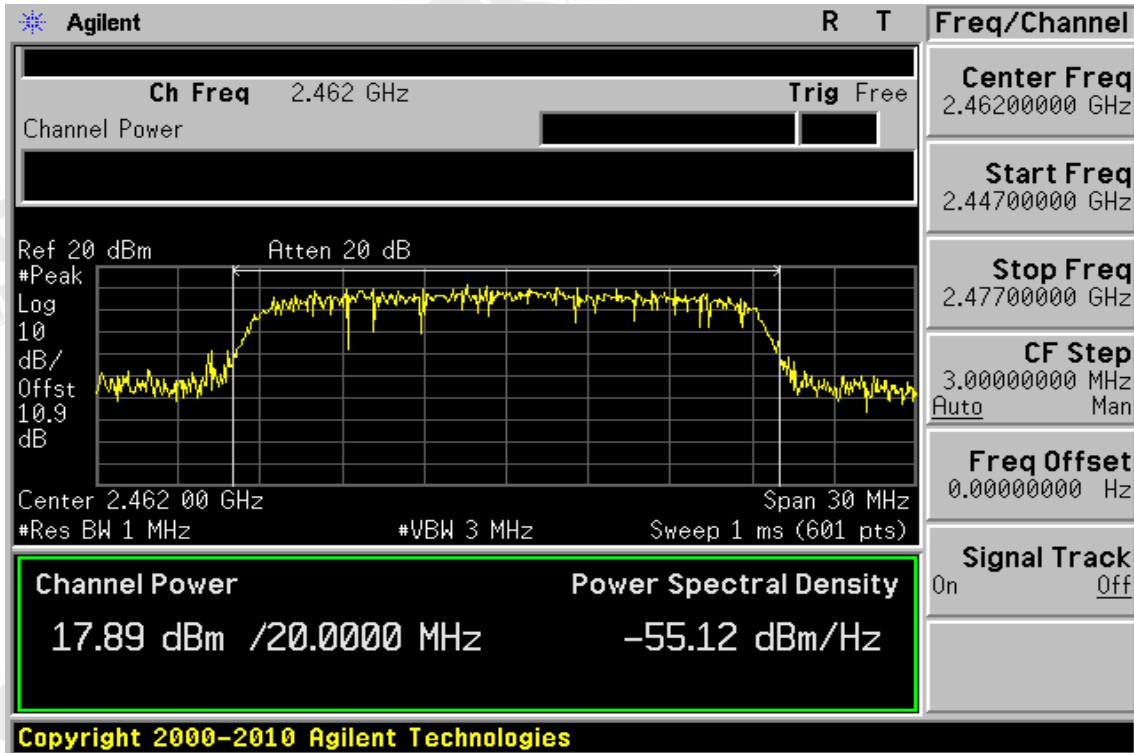 Agilent R T
Ch Freq 2.462 GHz Trig Free
Channel Power
Ref 20 dBm Atten 20 dB
#Peak
Log
10
dB/
Offst
10.9
dB
Center 2.462 00 GHz Span 30 MHz
#Res BW 1 MHz #VBW 3 MHz Sweep 1 ms (601 pts)
Channel Power Power Spectral Density
17.89 dBm /20.0000 MHz -55.12 dBm/Hz
Copyright 2000-2010 Agilent Technologies
Freq/Channel
Center Freq
2.46200000 GHz
Start Freq
2.44700000 GHz
Stop Freq
2.47700000 GHz
CF Step
3.00000000 MHz
Auto Man
Freq Offset
0.00000000 Hz
Signal Track
On Off